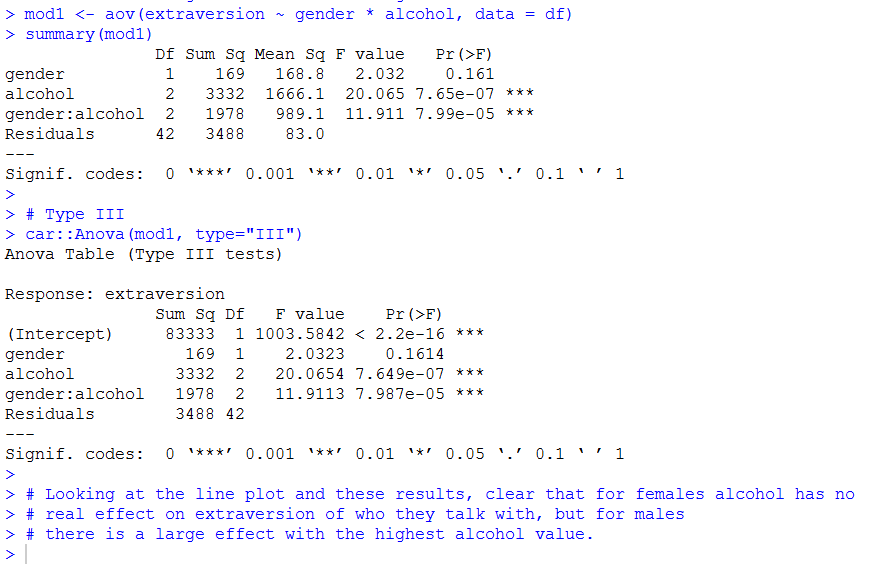 > mod1 <- aov(extraversion ~ gender * alcohol, data = df)
> summary(mod1)
               Df Sum Sq Mean Sq F value   Pr(>F)
gender          1    169   168.8   2.032    0.161
alcohol         2   3332  1666.1  20.065 7.65e-07 ***
gender:alcohol  2   1978   989.1  11.911 7.99e-05 ***
Residuals      42   3488    83.0
---
Signif. codes:  0 ‘***’ 0.001 ‘**’ 0.01 ‘*’ 0.05 ‘.’ 0.1 ‘ ’ 1
>
> # Type III
> car::Anova(mod1, type="III")
Anova Table (Type III tests)

Response: extraversion
               Sum Sq Df   F value    Pr(>F)
(Intercept)     83333  1 1003.5842 < 2.2e-16 ***
gender            169  1    2.0323    0.1614
alcohol          3332  2   20.0654 7.649e-07 ***
gender:alcohol   1978  2   11.9113 7.987e-05 ***
Residuals        3488 42
---
Signif. codes:  0 ‘***’ 0.001 ‘**’ 0.01 ‘*’ 0.05 ‘.’ 0.1 ‘ ’ 1
>
> # Looking at the line plot and these results, clear that for females alcohol has no
> # real effect on extraversion of who they talk with, but for males
> # there is a large effect with the highest alcohol value.
>